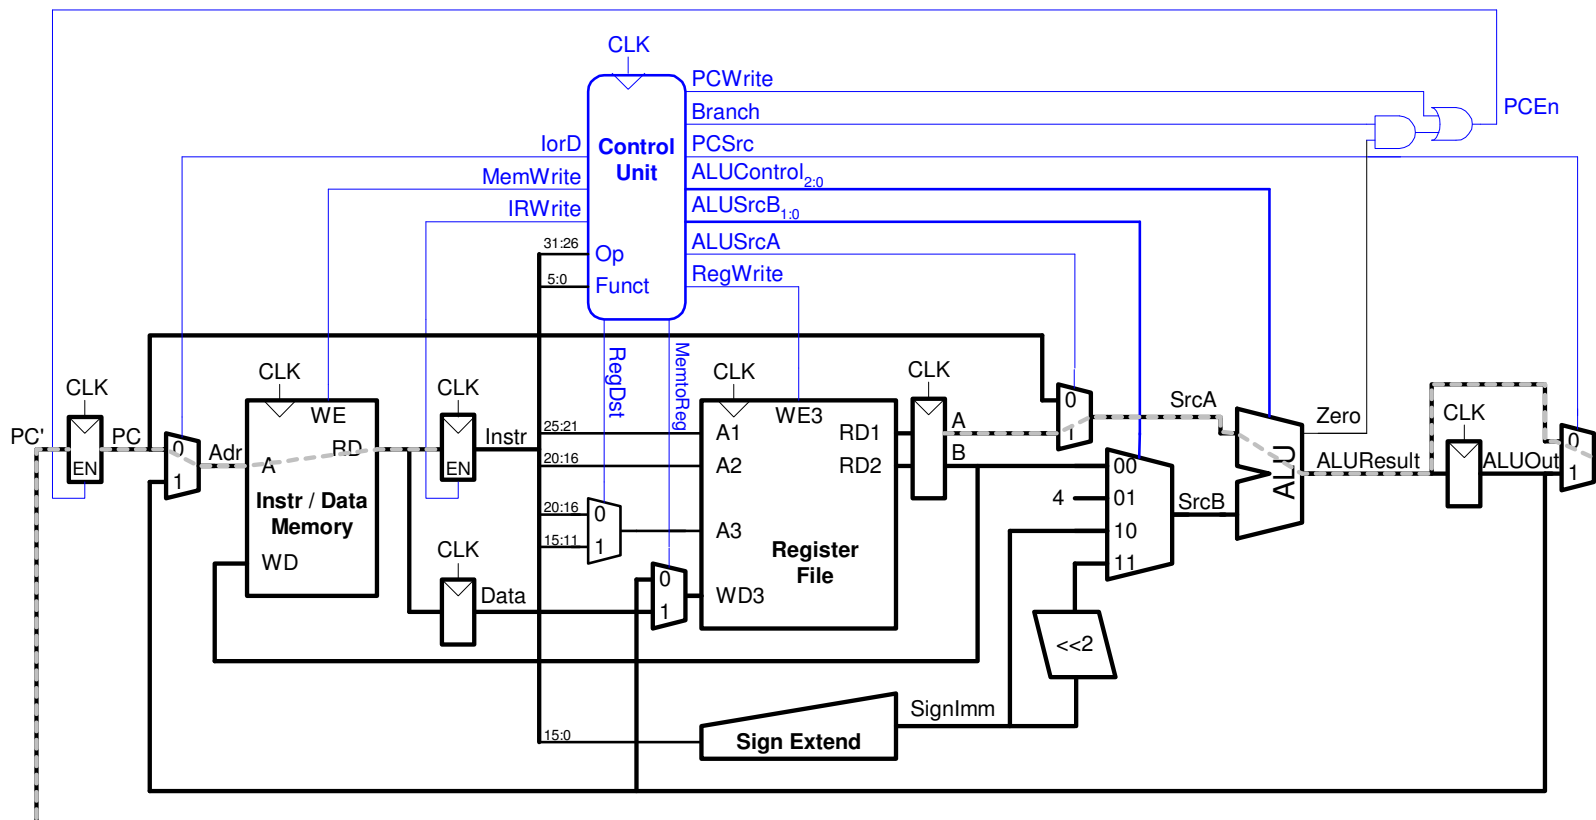 CLK
PCWrite
Branch
PCEn
IorD
Control
Unit
PCSrc
MemWrite
ALUControl2:0
IRWrite
ALUSrcB1:0
31:26
Op
ALUSrcA
5:0
Funct
RegWrite
RegDst
MemtoReg
CLK
CLK
CLK
CLK
CLK
WE
WE3
0
SrcA
Zero
CLK
PC'
PC
0
Adr
A
RD
Instr
25:21
A1
RD1
A
1
ALU
0
EN
EN
20:16
A2
RD2
B
00
ALUResult
ALUOut
1
1
Instr / Data
Memory
4
01
SrcB
20:16
0
15:11
1
A3
10
Register
File
CLK
WD
11
0
Data
1
WD3
<<2
SignImm
15:0
Sign Extend